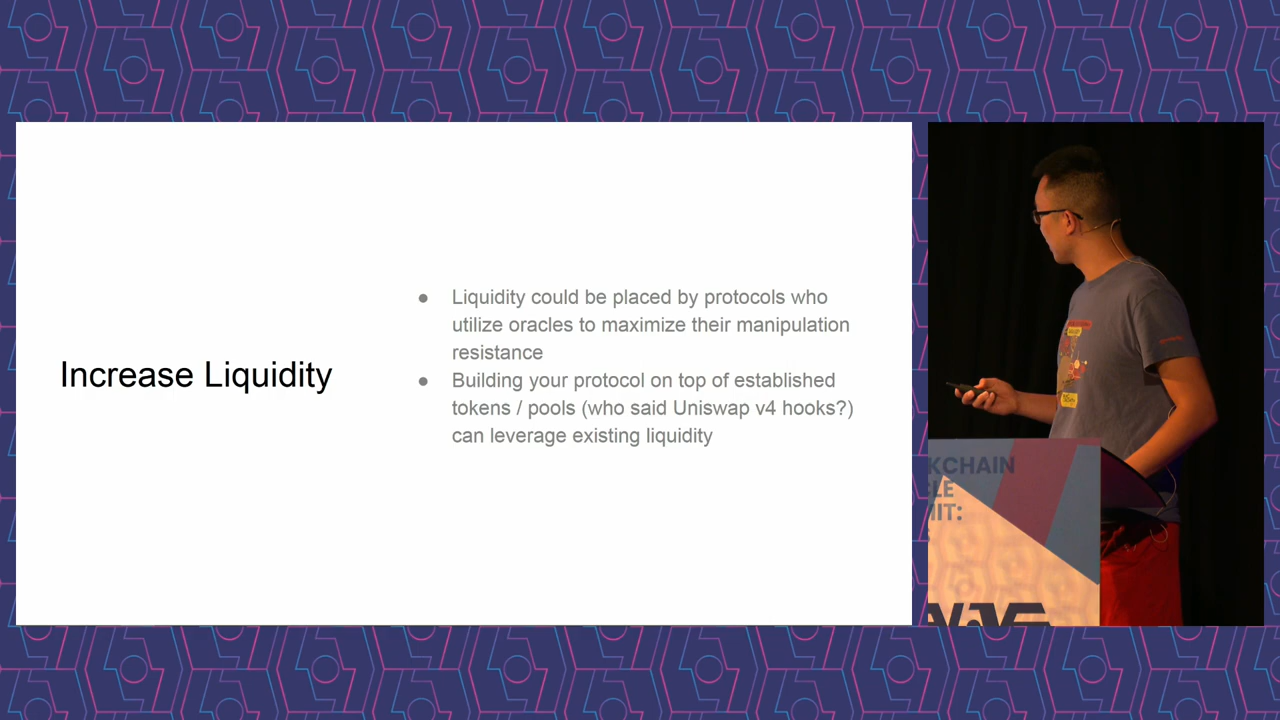 Increase Liquidity
● Liquidity could be placed by protocols who
utilize oracles to maximize their manipulation
resistance
● Building your protocol on top of established
tokens / pools (who said Uniswap v4 hooks?)
can leverage existing liquidity
KCHAIN
LE
MIT: